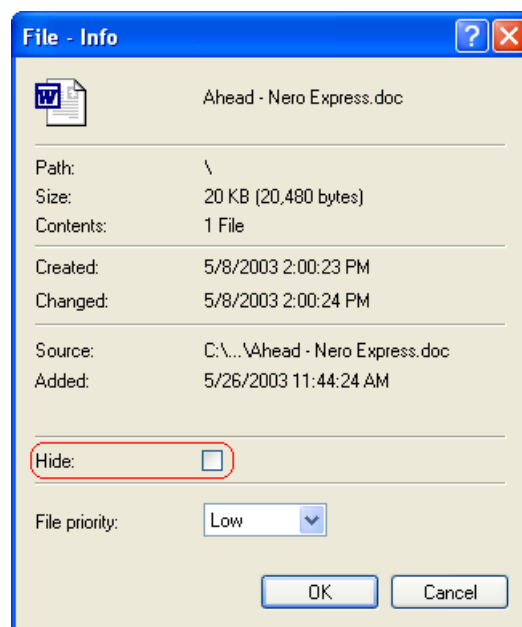 File - Info
Ahead - Nero Express.doc
Path: \
Size: 20 KB (20,480 bytes)
Contents: 1 File
Created: 5/8/2003 2:00:23 PM
Changed: 5/8/2003 2:00:24 PM
Source: C:\...\Ahead - Nero Express.doc
Added: 5/26/2003 11:44:24 AM
Hide:
File priority: Low
OK Cancel